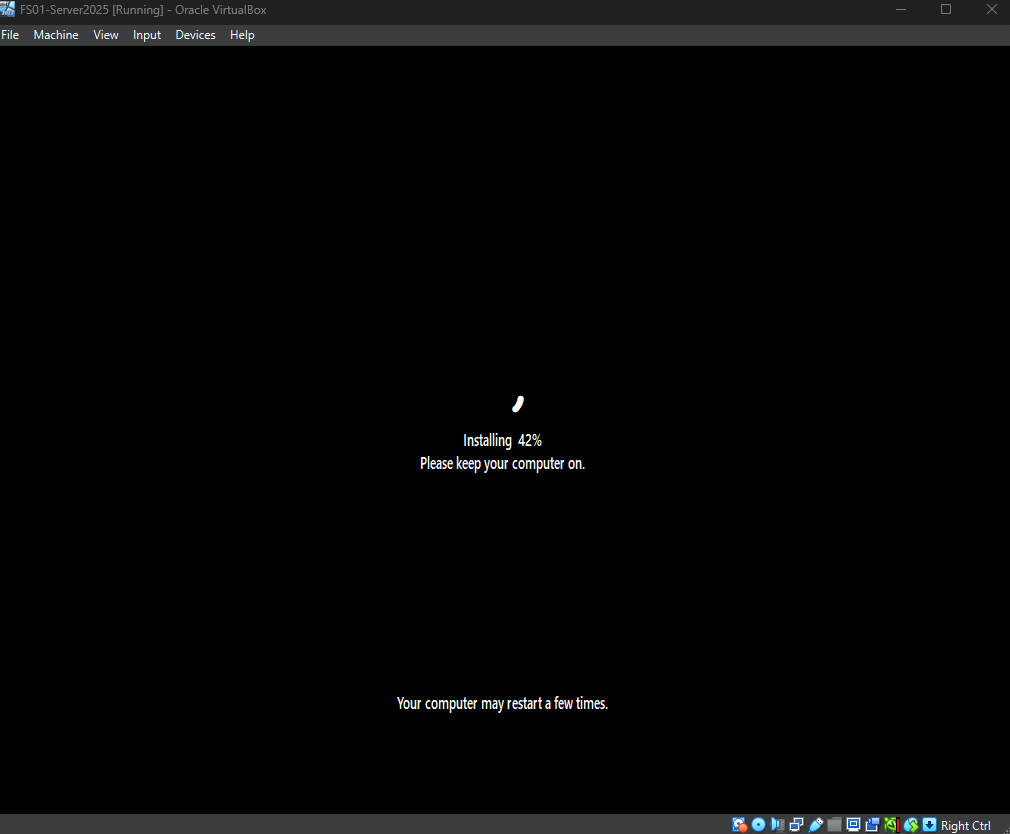 FS01-Server2025 [Running] - Oracle VirtualBox
File Machine View Input Devices Help
Installing 42%
Please keep your computer on.
Your computer may restart a few times.
Right Ctrl